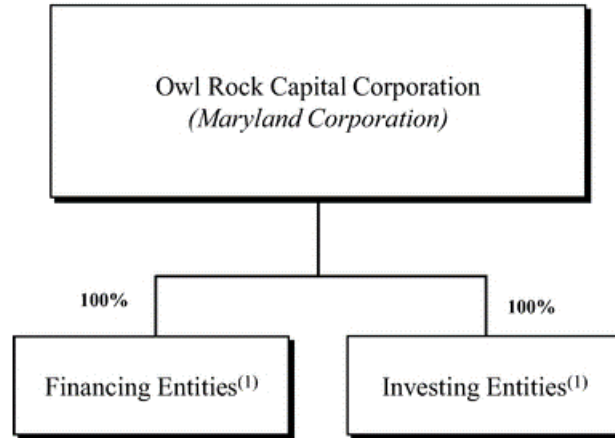 Owl Rock Capital Corporation
(Maryland Corporation)
100%
100%
Financing Entities(1)
Investing Entities(1)